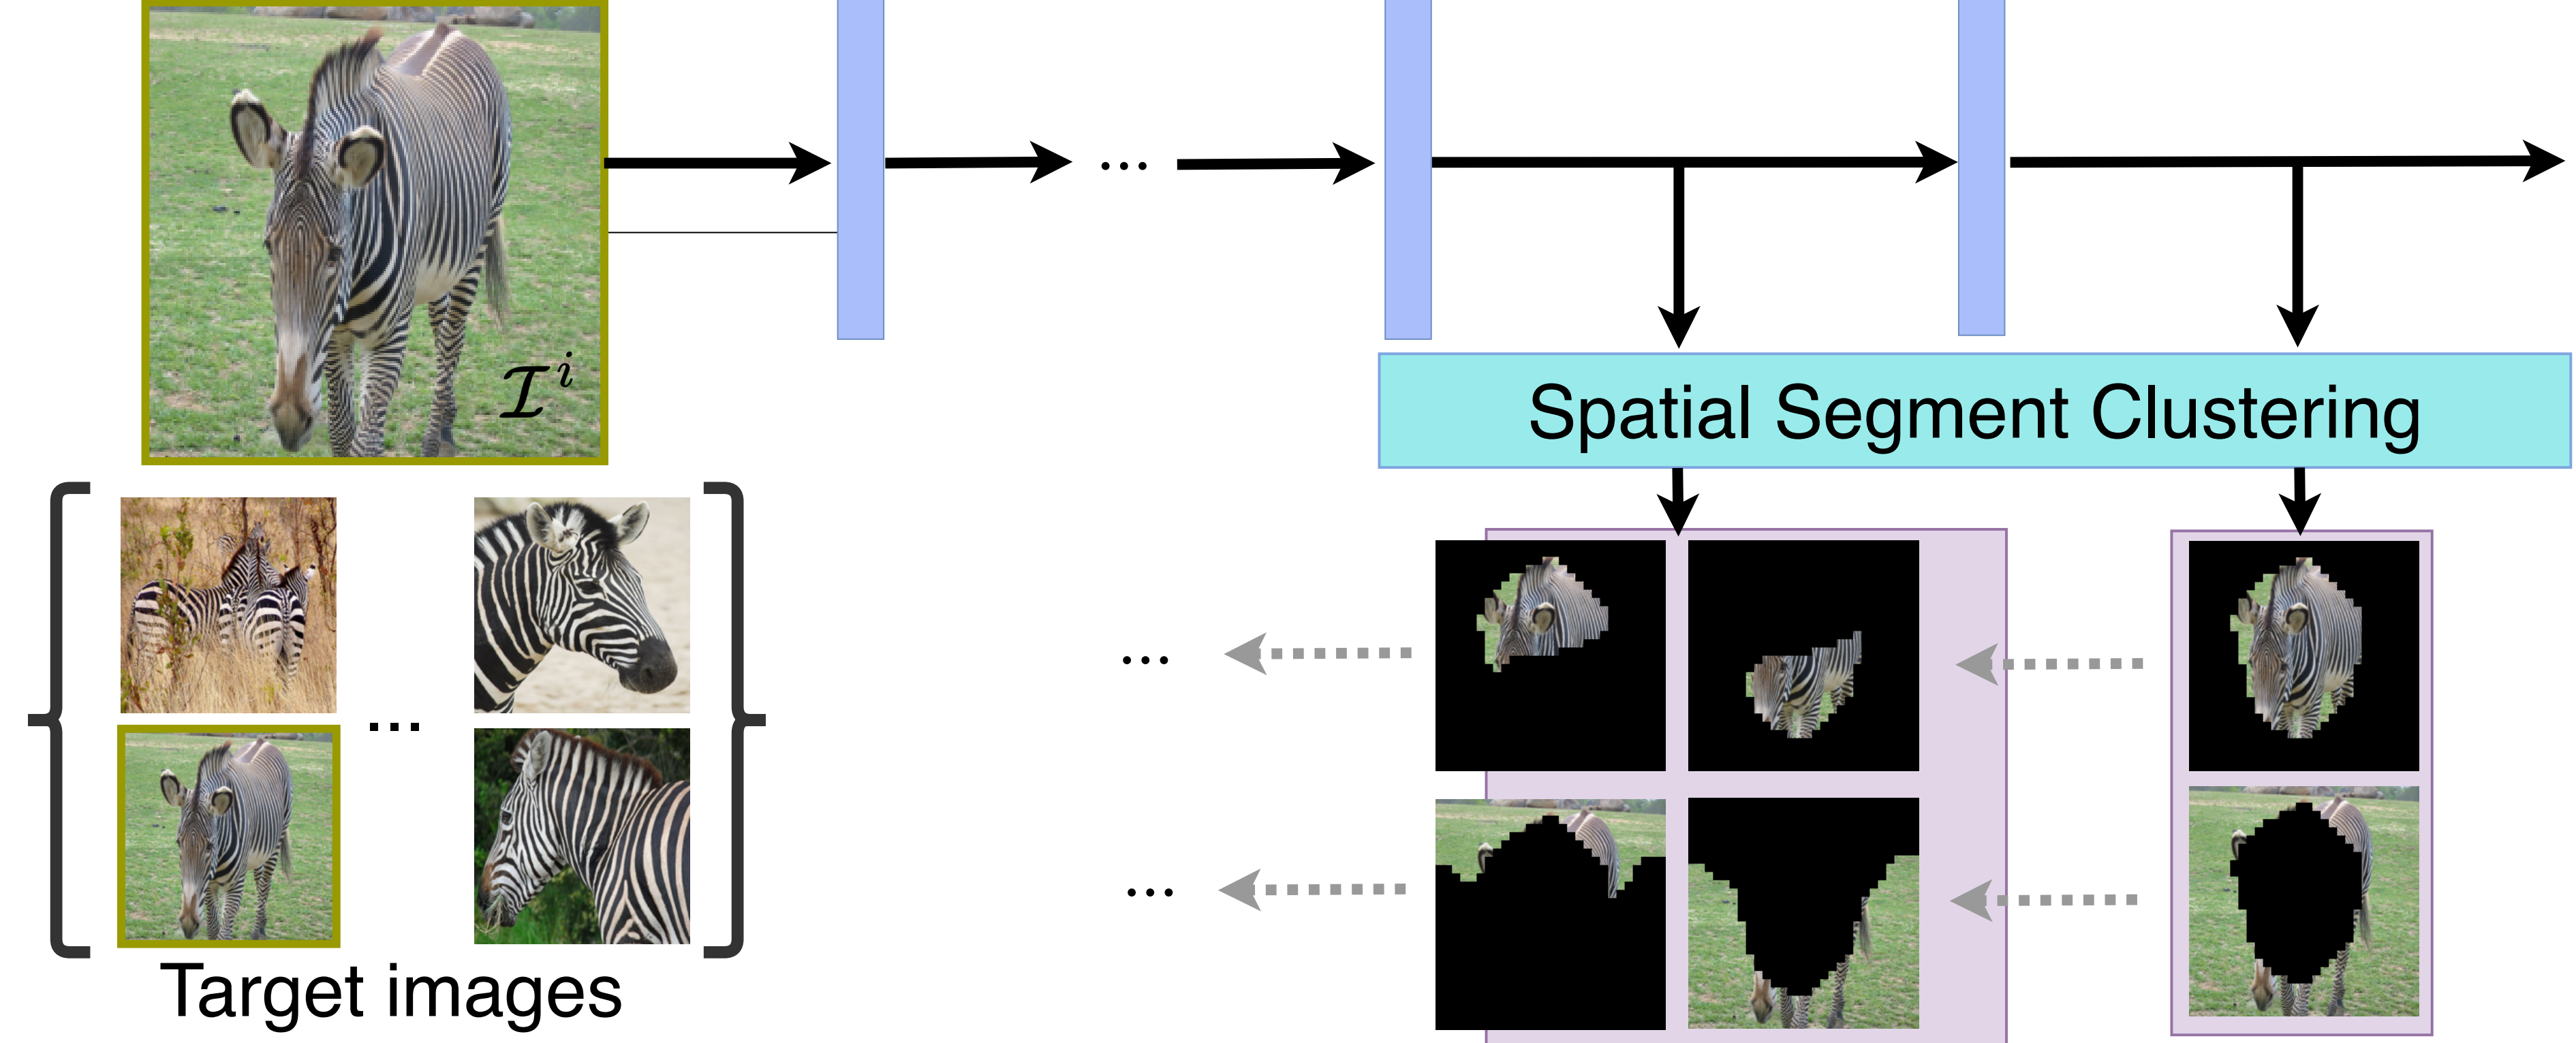 ...
𝓘^i
Spatial Segment Clustering
...
...
...
Target images